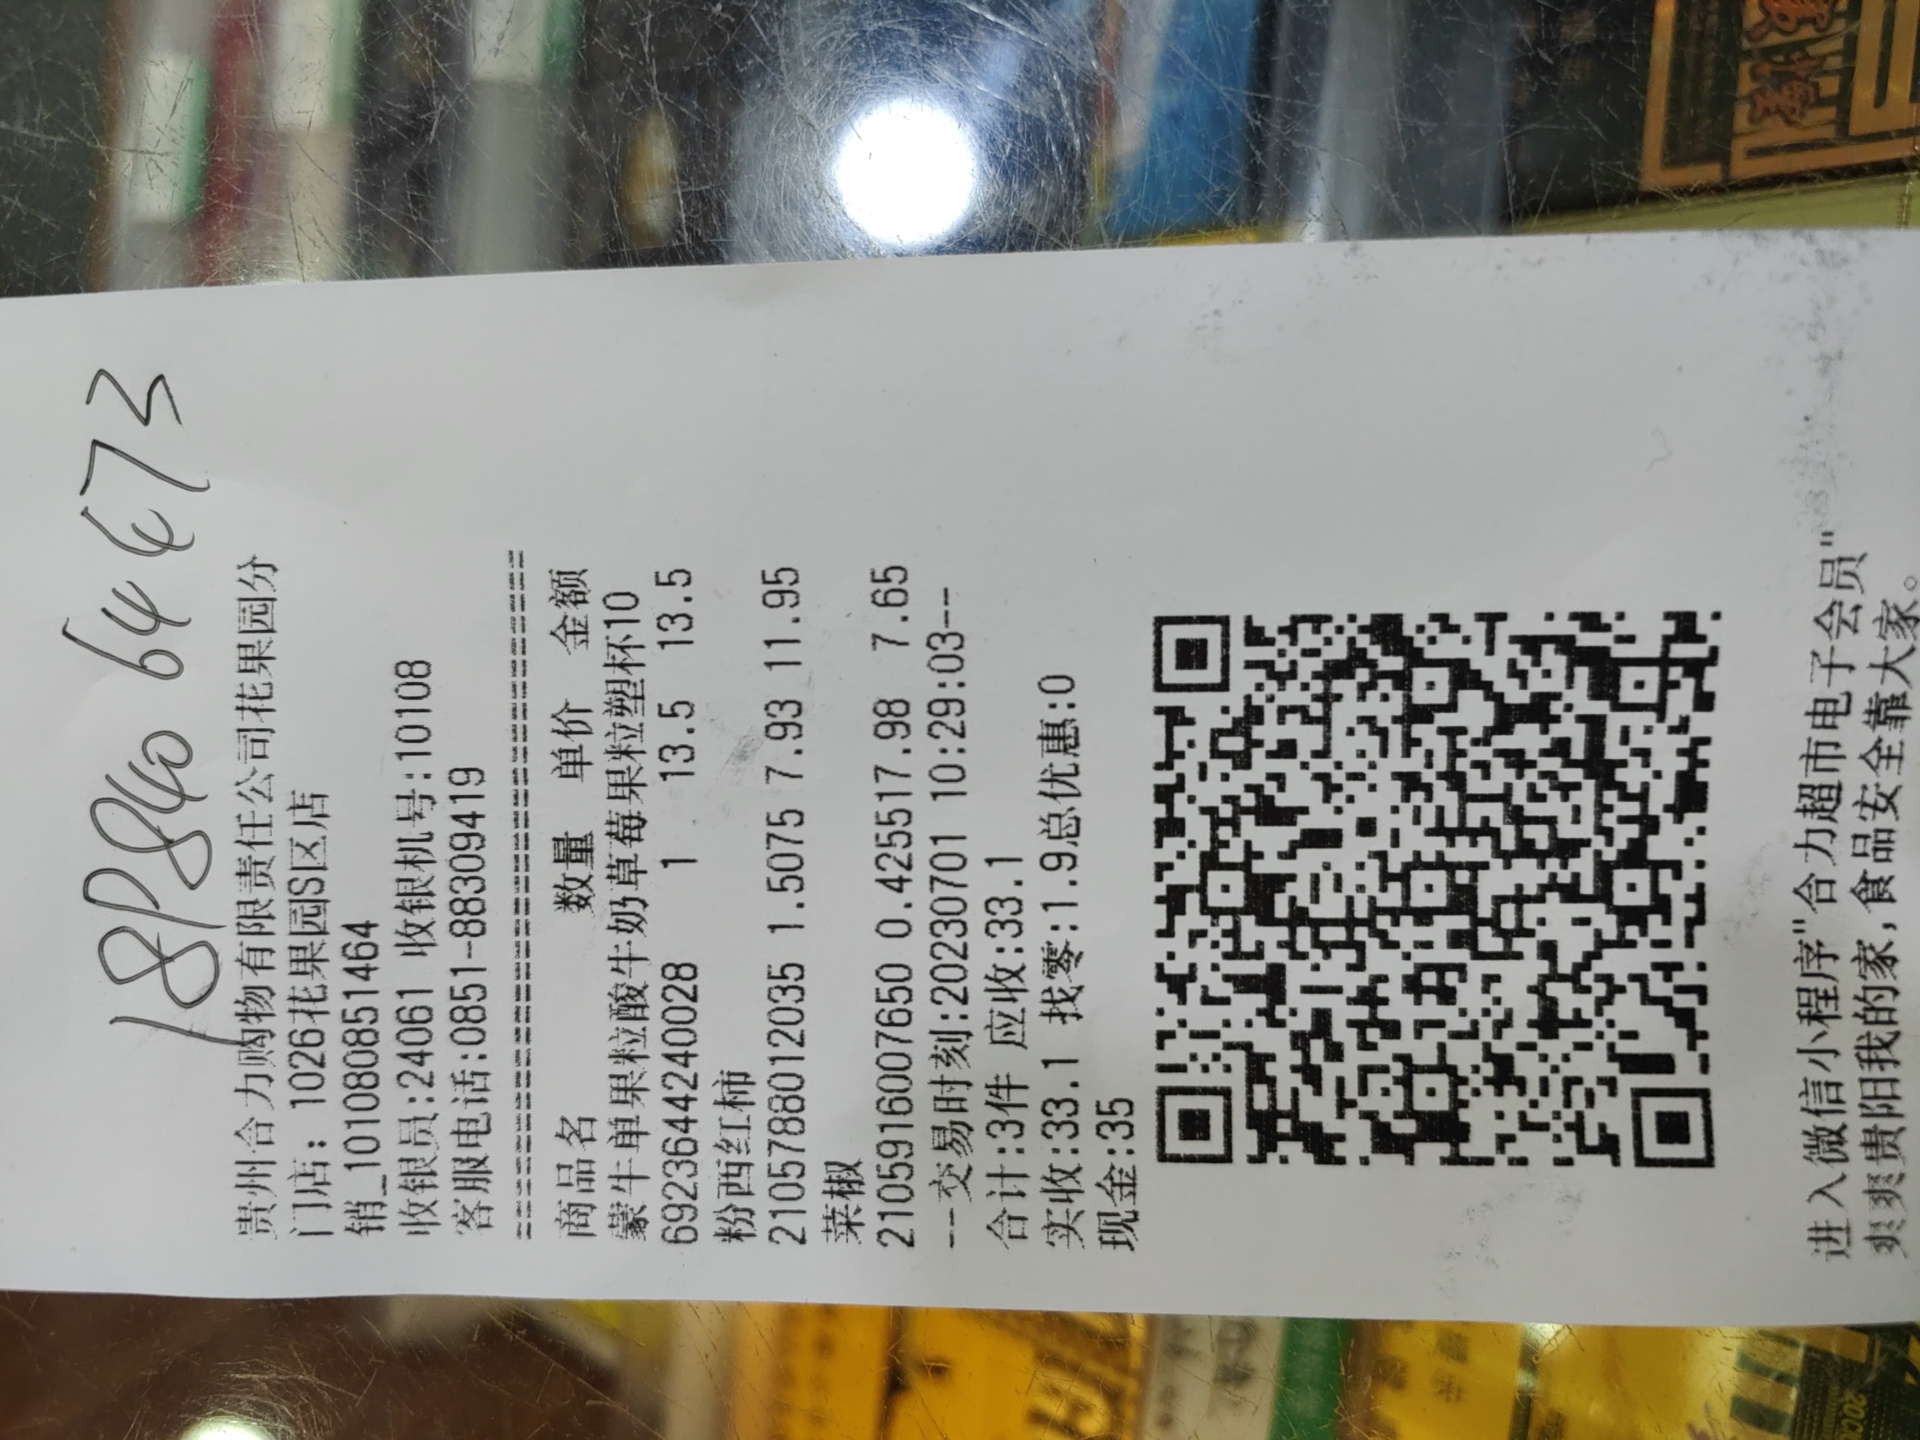 贵州合力购物有限责任公司花果园分
门店: 1026花果园S区店
销_101080851464
收银员:24061 收银机号:10108
客服电话:0851-88309419
商品名 数量 单价 金额
蒙牛单果粒酸牛奶草莓果粒塑杯10
6923644240028 1 13.5 13.5
粉西红柿
2105788012035 1.5075 7.93 11.95
菜椒
2105916007650 0.425517.98 7.65
--交易时刻:20230701 10:29:03--
合计:3件 应收:33.1
实收:33.1 找零:1.9总优惠:0
现金:35
进入微信小程序"合力超市电子会员"
爽爽贵阳我的家,食品安全靠大家。